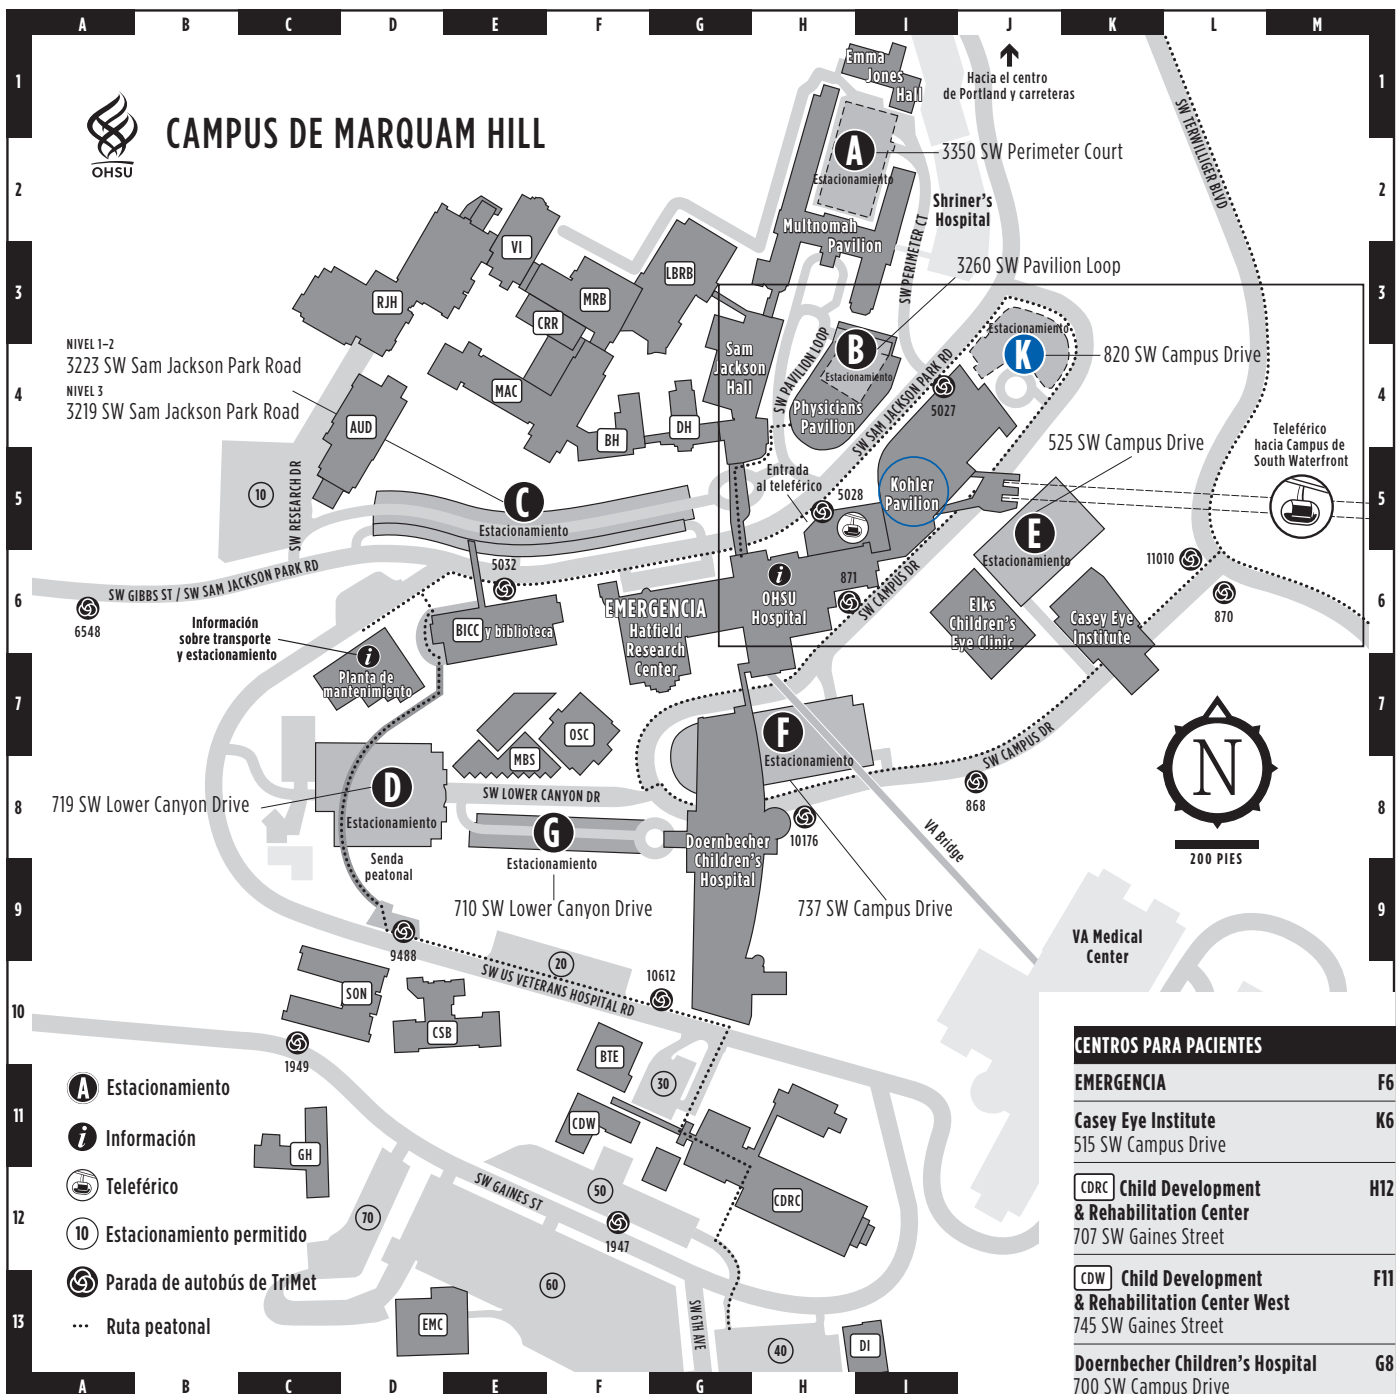 A B C D E F G H I J K L M
1
2
3
4
5
6
7
8
9
10
11
12
13
1
2
3
4
5
6
7
8
9
OHSU
CAMPUS DE MARQUAM HILL
Emma
Jones
Hall
Hacia el centro
de Portland y carreteras
SW TERWILLIGER BLVD
A
Estacionamiento
3350 SW Perimeter Court
Shriner's
Hospital
Multnomah
Pavilion
SW PERIMETER CT
3260 SW Pavilion Loop
VI
LBRB
RJH
MRB
CRR
NIVEL 1–2
3223 SW Sam Jackson Park Road
NIVEL 3
3219 SW Sam Jackson Park Road
Sam
Jackson
Hall
SW PAVILION LOOP
B
Estacionamiento
Physicians
Pavilion
SW SAM JACKSON PARK RD
Estacionamiento
K
820 SW Campus Drive
5027
MAC
AUD
BH
DH
525 SW Campus Drive
Teleférico
hacia Campus de
South Waterfront
10
SW RESEARCH DR
C
Estacionamiento
Entrada
al teleférico
5028
Kohler
Pavilion
E
Estacionamiento
11010
870
SW GIBBS ST / SW SAM JACKSON PARK RD
6548
5032
EMERGENCIA
Hatfield
Research
Center
i
OHSU
Hospital
871
SW CAMPUS DR
Elks
Children's
Eye Clinic
Casey Eye
Institute
Información
sobre transporte
y estacionamiento
BICC y biblioteca
i
Planta de
mantenimiento
OSC
MBS
F
Estacionamiento
SW CAMPUS DR
868
N
200 PIES
719 SW Lower Canyon Drive
D
Estacionamiento
SW LOWER CANYON DR
G
Estacionamiento
Doernbecher
Children's
Hospital
10176
VA Bridge
Senda
peatonal
710 SW Lower Canyon Drive
737 SW Campus Drive
VA Medical
Center
9488
SW US VETERANS HOSPITAL RD
20
10612
SON
CSB
1949
BTE
30
A Estacionamiento
i Información
Teleférico
10 Estacionamiento permitido
Parada de autobús de TriMet
Ruta peatonal
GH
CDW
SW GAINES ST
50
70
1947
CDRC
60
EMC
SW 6TH AVE
40
DI
CENTROS PARA PACIENTES
EMERGENCIA F6
Casey Eye Institute K6
515 SW Campus Drive
CDRC Child Development H12
& Rehabilitation Center
707 SW Gaines Street
CDW Child Development F11
& Rehabilitation Center West
745 SW Gaines Street
Doernbecher Children's Hospital G8
700 SW Campus Drive
A B C D E F G H I